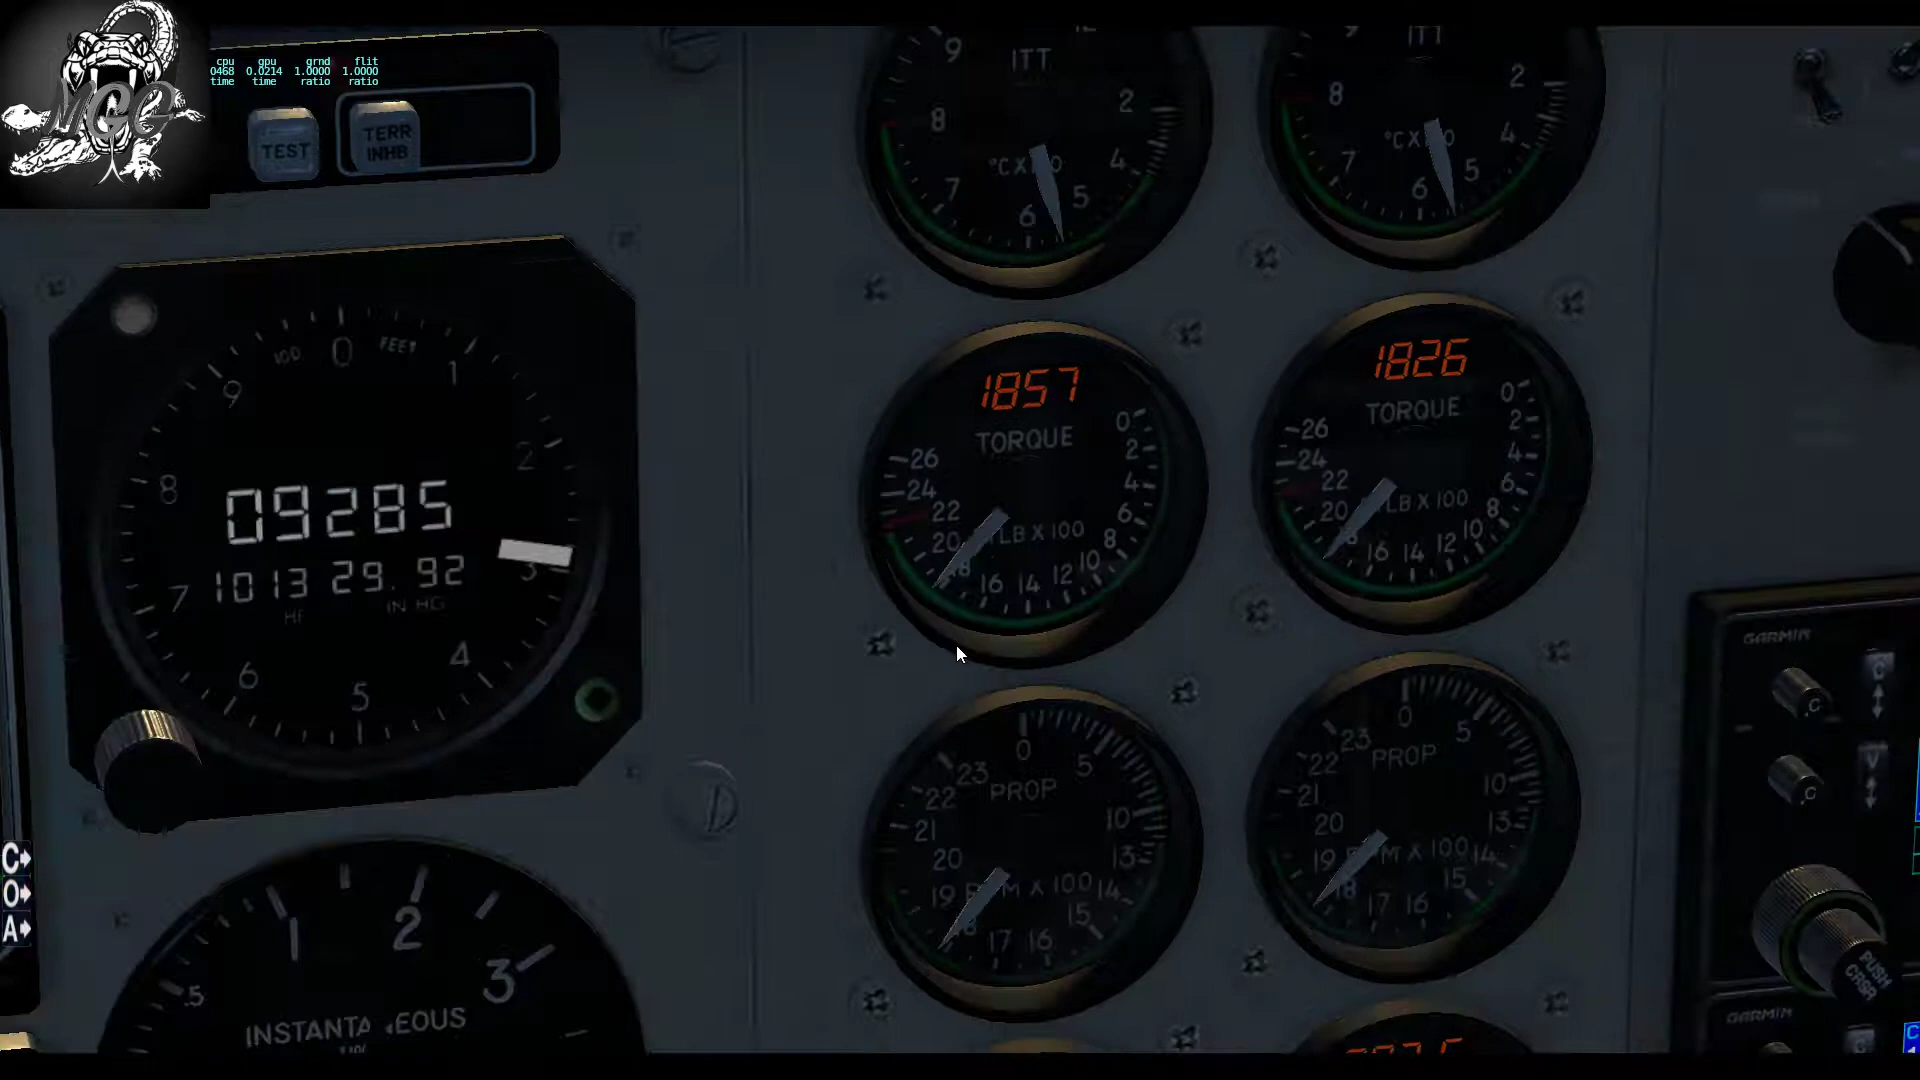 cpu gpu grnd flit
0468 0.0214 1.0000 1.0000
time time ratio ratio
MGG
TEST
TERR
INHB
9
ITT
8
2
°C X
4
7
5
6
ITT
8
2
°C X
4
7
5
6
0
100
FEET
1
9
2
8
09285
3
7
1013 29. 92
IN HG
6
4
5
1857
TORQUE
0
2
4
6
8
10
12
14
16
20
22
24
26
LB X 100
1826
TORQUE
0
2
4
6
8
10
12
14
16
20
22
24
26
LB X 100
0
5
PROP
10
13
14
15
16
17
19
20
21
22
23
M X 100
0
5
PROP
10
13
14
15
16
17
18
19
20
21
22
23
M X 100
GARMIN
C
C
V
C
PUSH
CRSR
GARMIN
C
O
A
.5
1
2
3